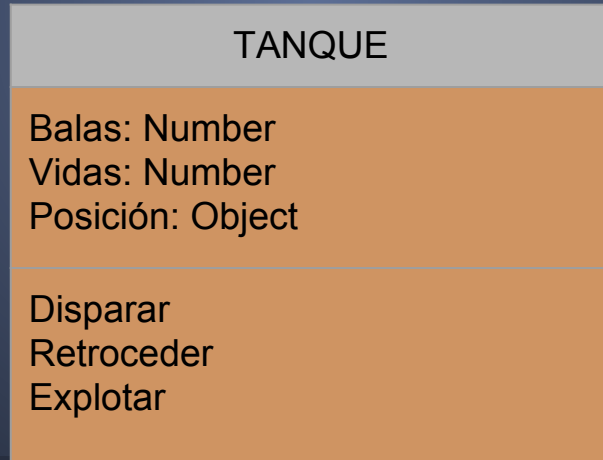 TANQUE
Balas: Number
Vidas: Number
Posición: Object
Disparar
Retroceder
Explotar